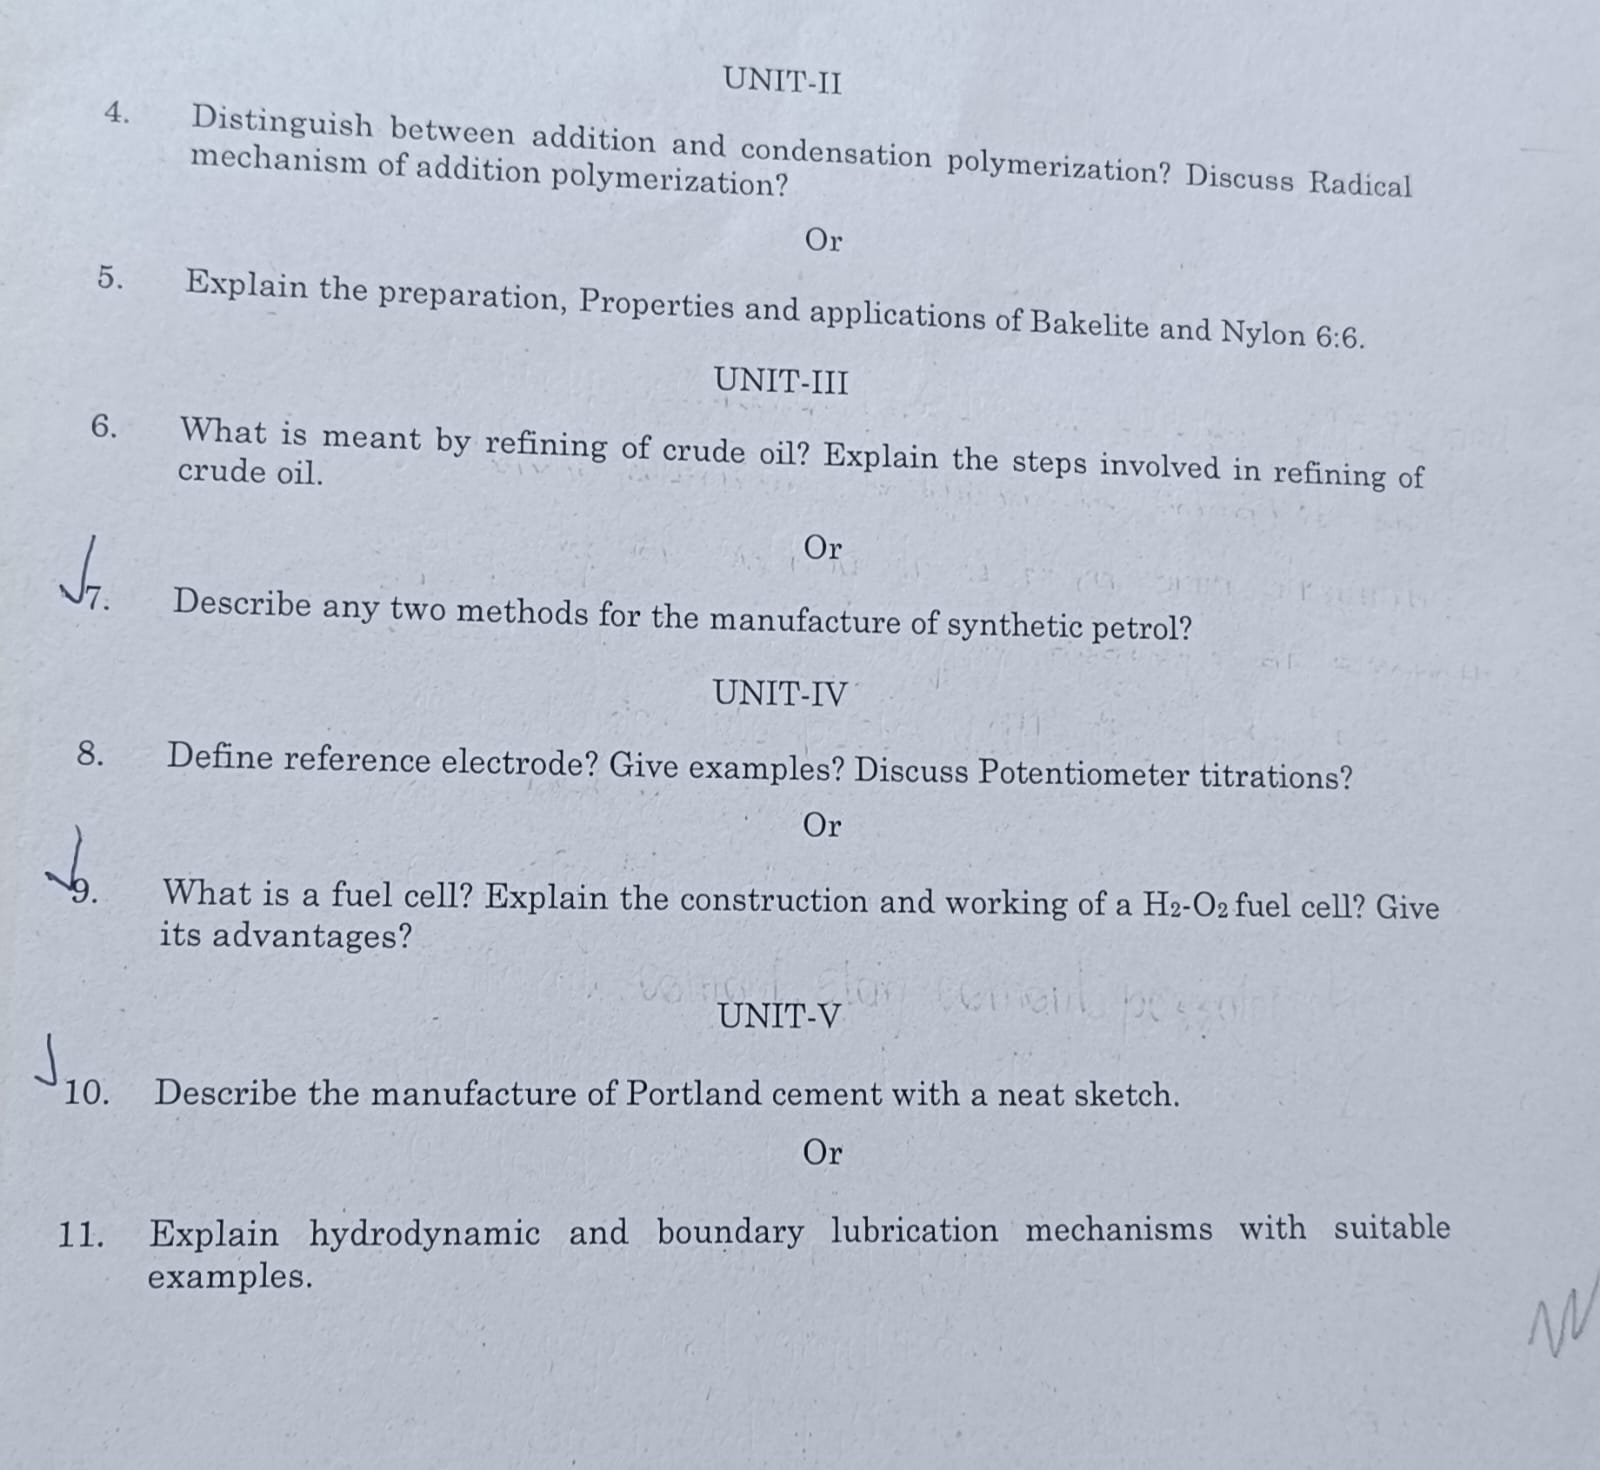 UNIT-II
4. Distinguish between addition and condensation polymerization? Discuss Radical
mechanism of addition polymerization?
Or
5. Explain the preparation, Properties and applications of Bakelite and Nylon 6:6.
UNIT-III
6. What is meant by refining of crude oil? Explain the steps involved in refining of
crude oil.
Or
7. Describe any two methods for the manufacture of synthetic petrol?
UNIT-IV
8. Define reference electrode? Give examples? Discuss Potentiometer titrations?
Or
9. What is a fuel cell? Explain the construction and working of a H2-O2 fuel cell? Give
its advantages?
UNIT-V
10. Describe the manufacture of Portland cement with a neat sketch.
Or
11. Explain hydrodynamic and boundary lubrication mechanisms with suitable
examples.